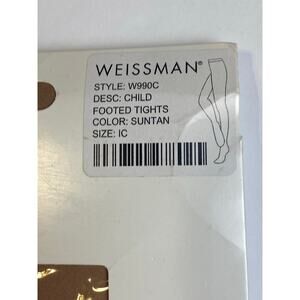 WEISSMAN®
STYLE: W990C
DESC: CHILD
FOOTED TIGHTS
COLOR: SUNTAN
SIZE: IC